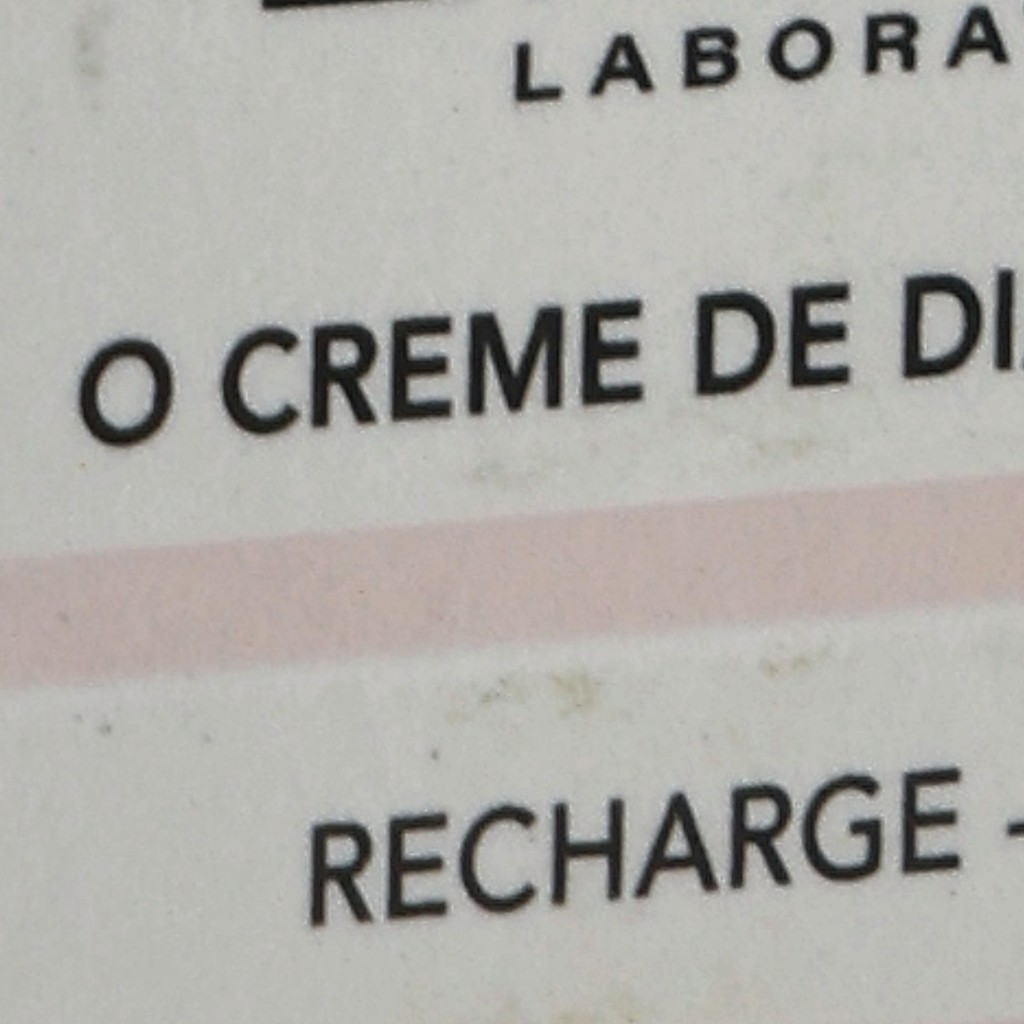 LABORA
O CREME DE DI
RECHARGE -